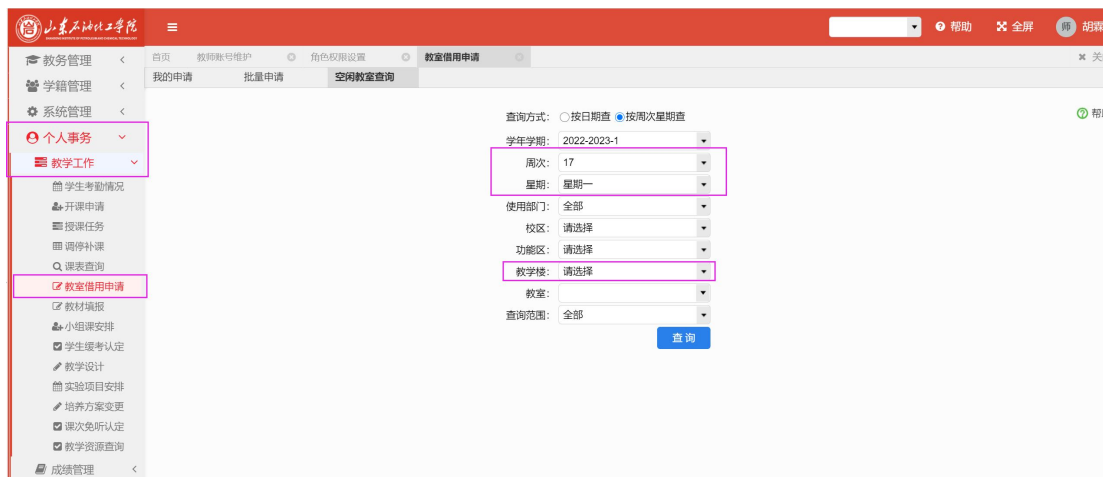 山东石油化工学院
帮助
全屏
师 胡霖
教务管理
学籍管理
系统管理
个人事务
教学工作
学生考勤情况
开课申请
授课任务
调停补课
课表查询
教室借用申请
教材填报
小组课安排
学生缓考认定
教学设计
实验项目安排
培养方案变更
课次免听认定
教学资源查询
成绩管理
首页 教师账号维护 角色权限设置 教室借用申请
我的申请 批量申请 空闲教室查询
查询方式: 按日期查 按周次星期查
学年学期: 2022-2023-1
周次: 17
星期: 星期一
使用部门: 全部
校区: 请选择
功能区: 请选择
教学楼: 请选择
教室:
查询范围: 全部
查询